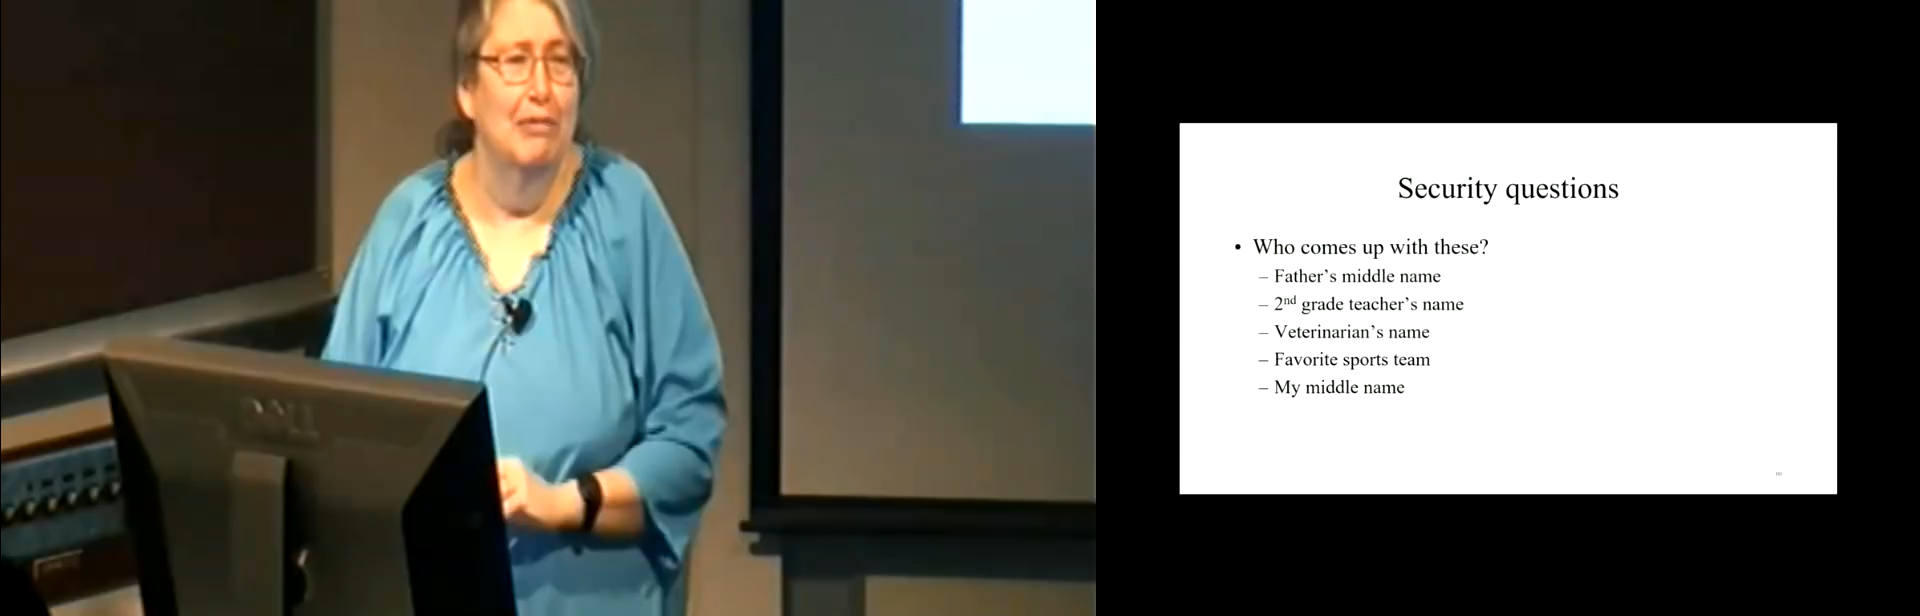 DELL
Security questions
• Who comes up with these?
– Father's middle name
– 2nd grade teacher's name
– Veterinarian's name
– Favorite sports team
– My middle name